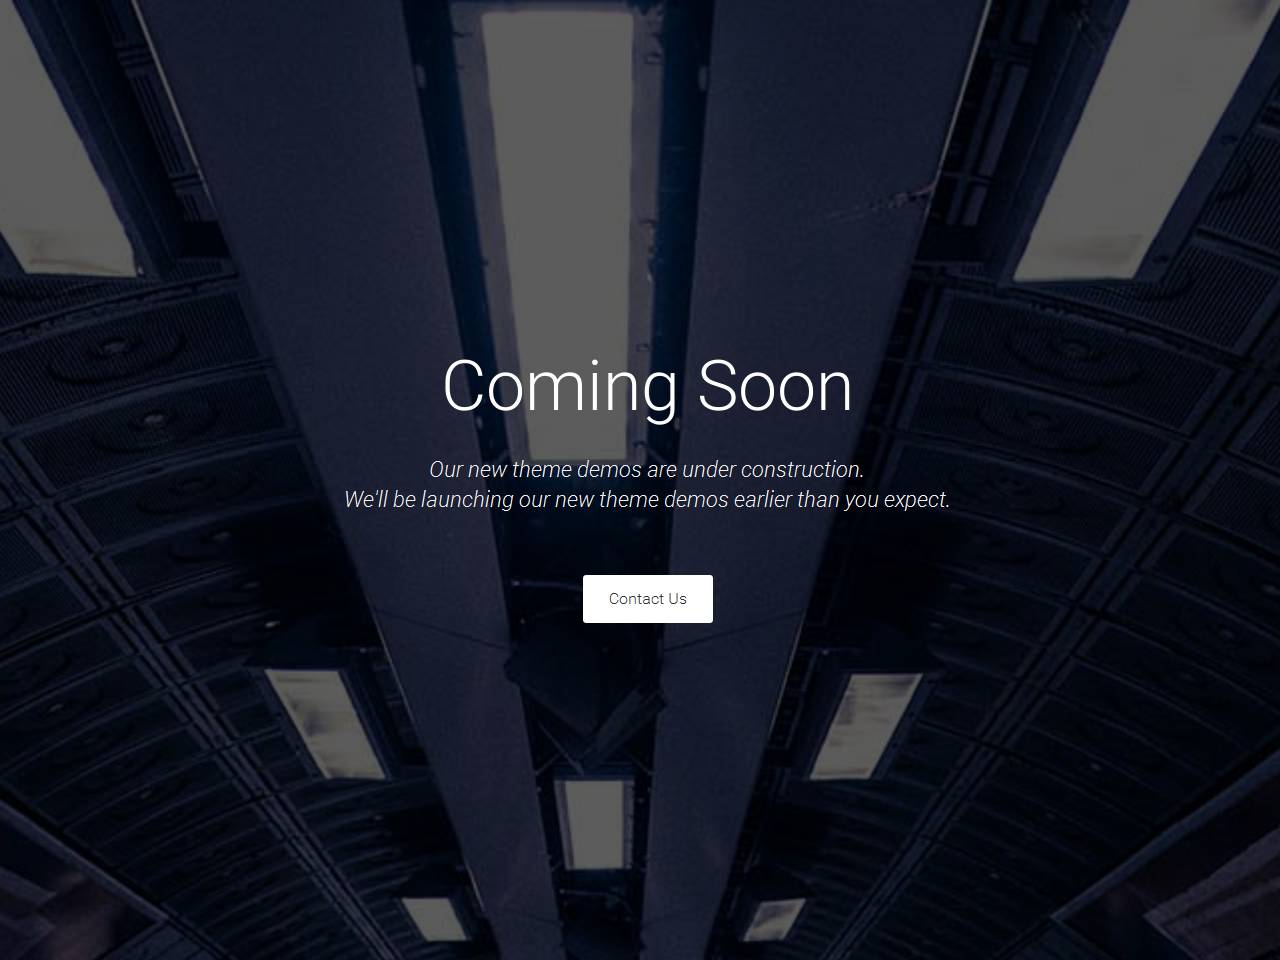 Coming Soon
Our new theme demos are under construction.
We'll be launching our new theme demos earlier than you expect.
Contact Us